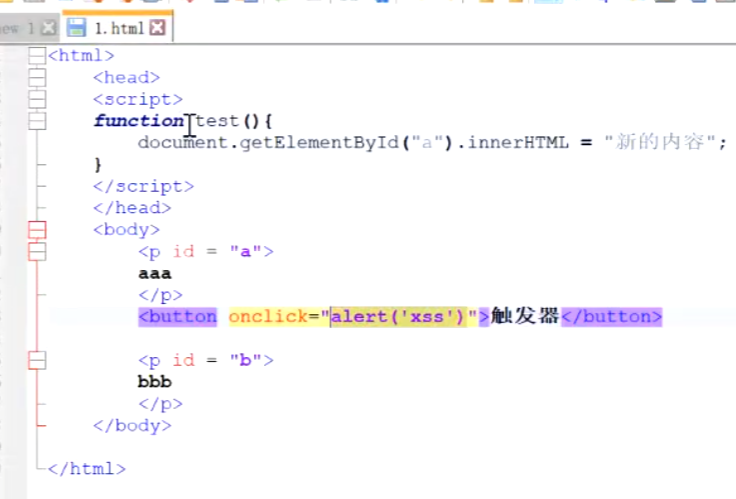 new 1
1.html
<html>
<head>
<script>
function test(){
document.getElementById("a").innerHTML = "新的内容";
}
</script>
</head>
<body>
<p id = "a">
aaa
</p>
<button onclick="alert('xss')">触发器</button>
<p id = "b">
bbb
</p>
</body>
</html>